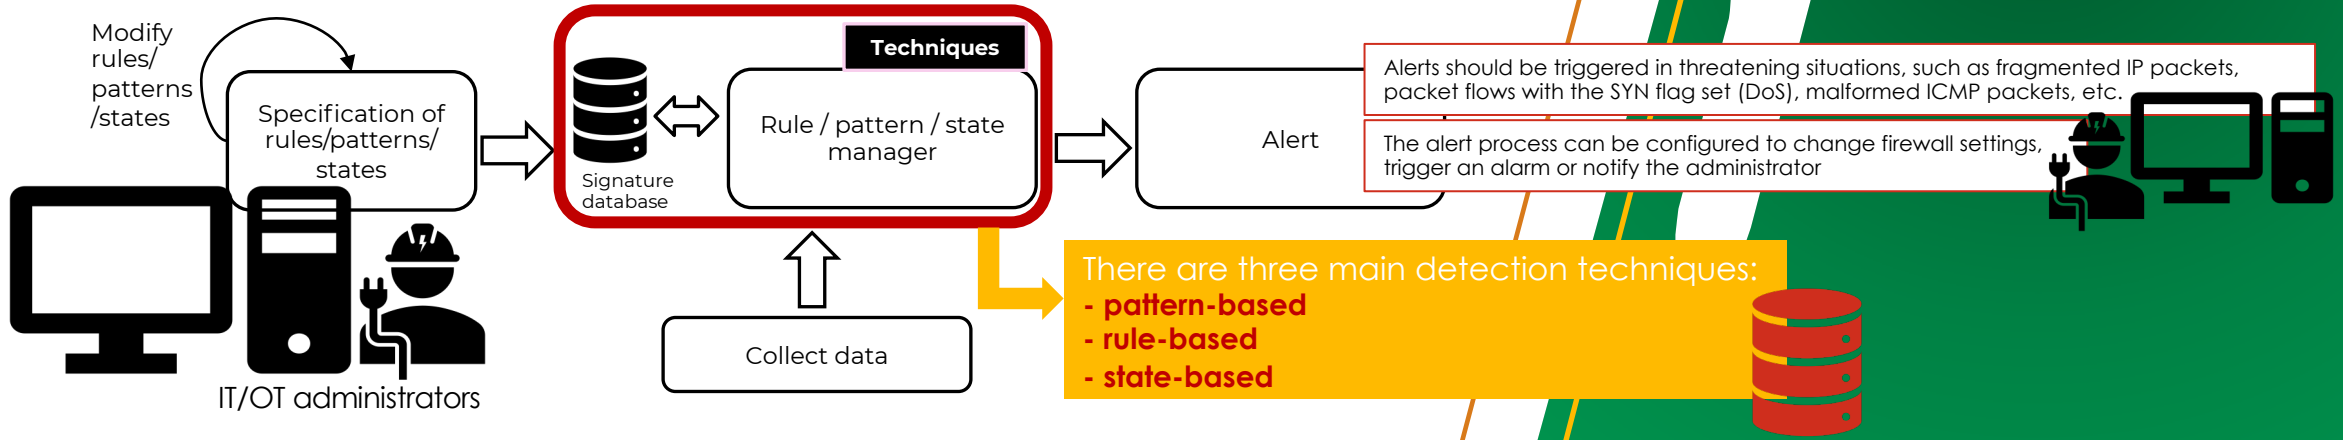 Modify
rules/
patterns
/states
Specification of
rules/patterns/
states
IT/OT administrators
Techniques
Signature
database
Rule / pattern / state
manager
Collect data
Alert
Alerts should be triggered in threatening situations, such as fragmented IP packets,
packet flows with the SYN flag set (DoS), malformed ICMP packets, etc.
The alert process can be configured to change firewall settings,
trigger an alarm or notify the administrator
There are three main detection techniques:
- pattern-based
- rule-based
- state-based